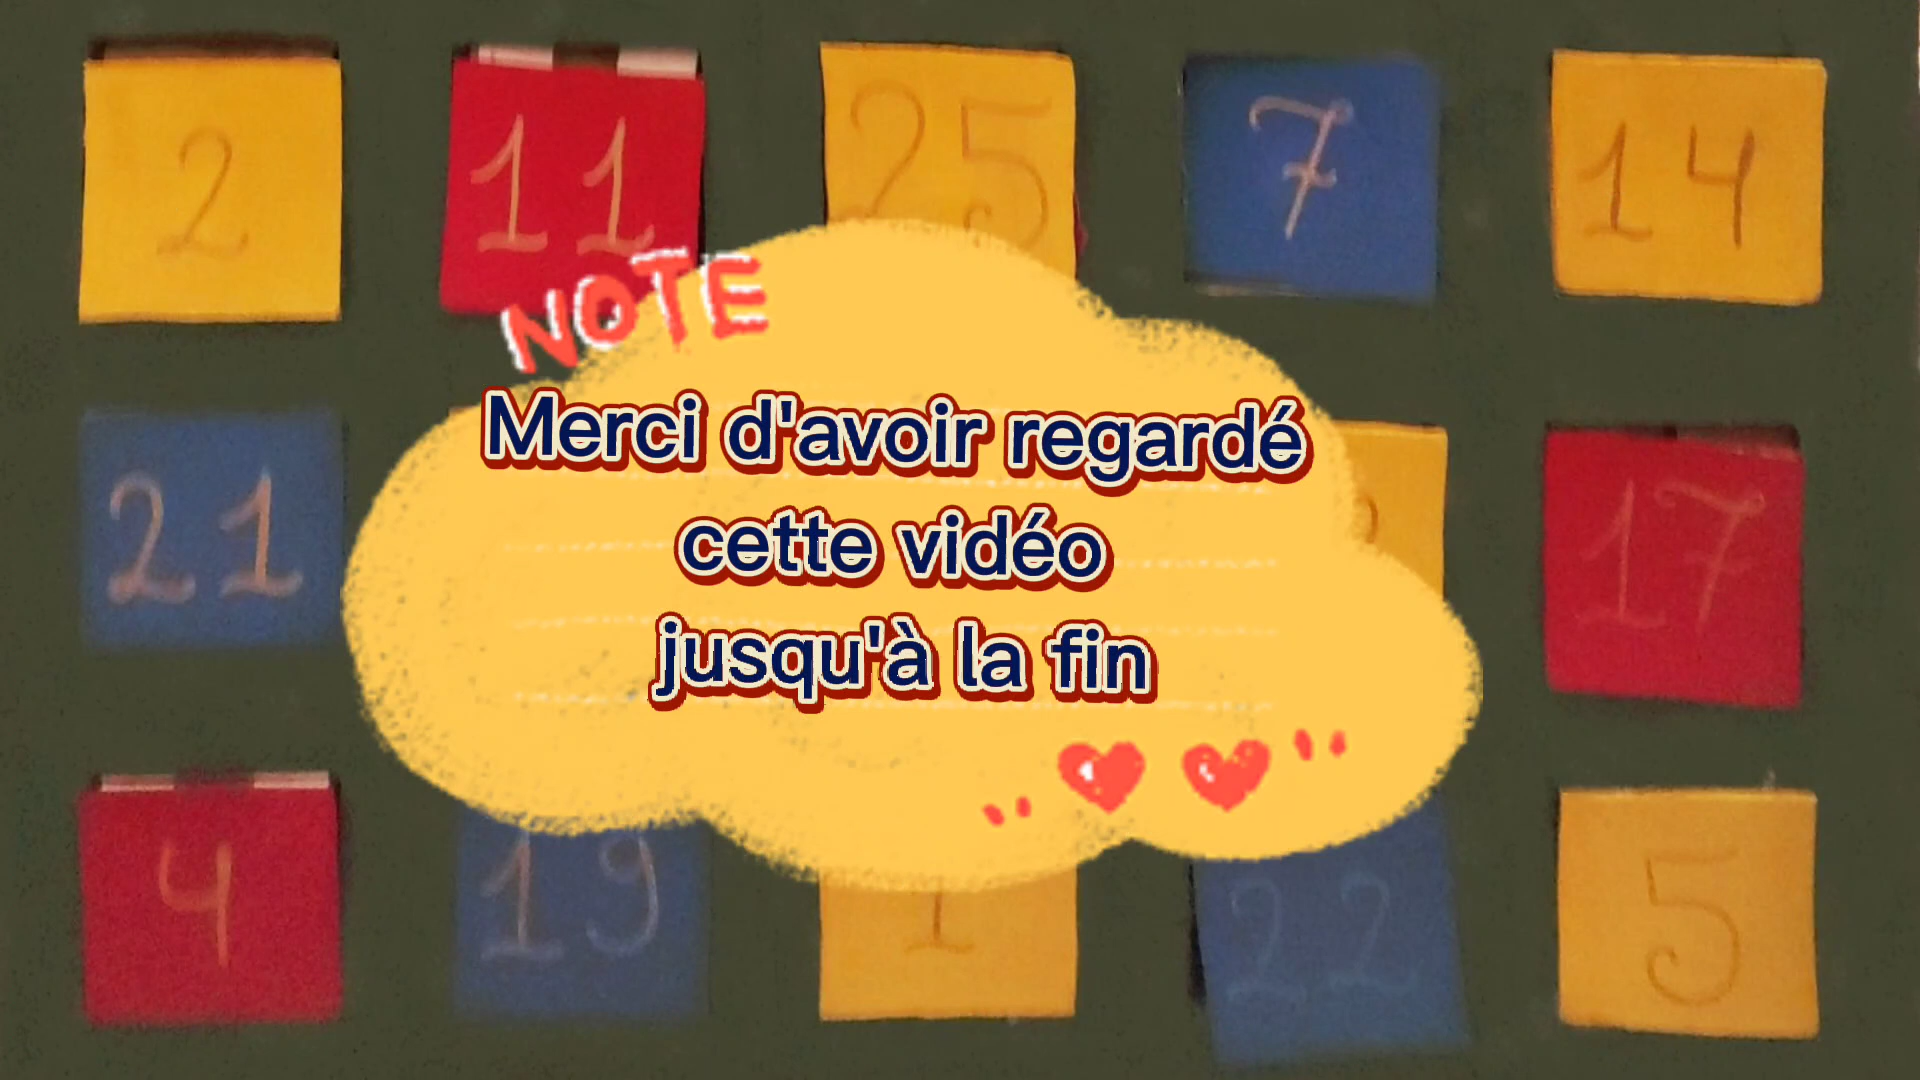 2 11 25 7 14
NOTE
Merci d'avoir regardé
cette vidéo
jusqu'à la fin
21 17
4 19 1 22 5